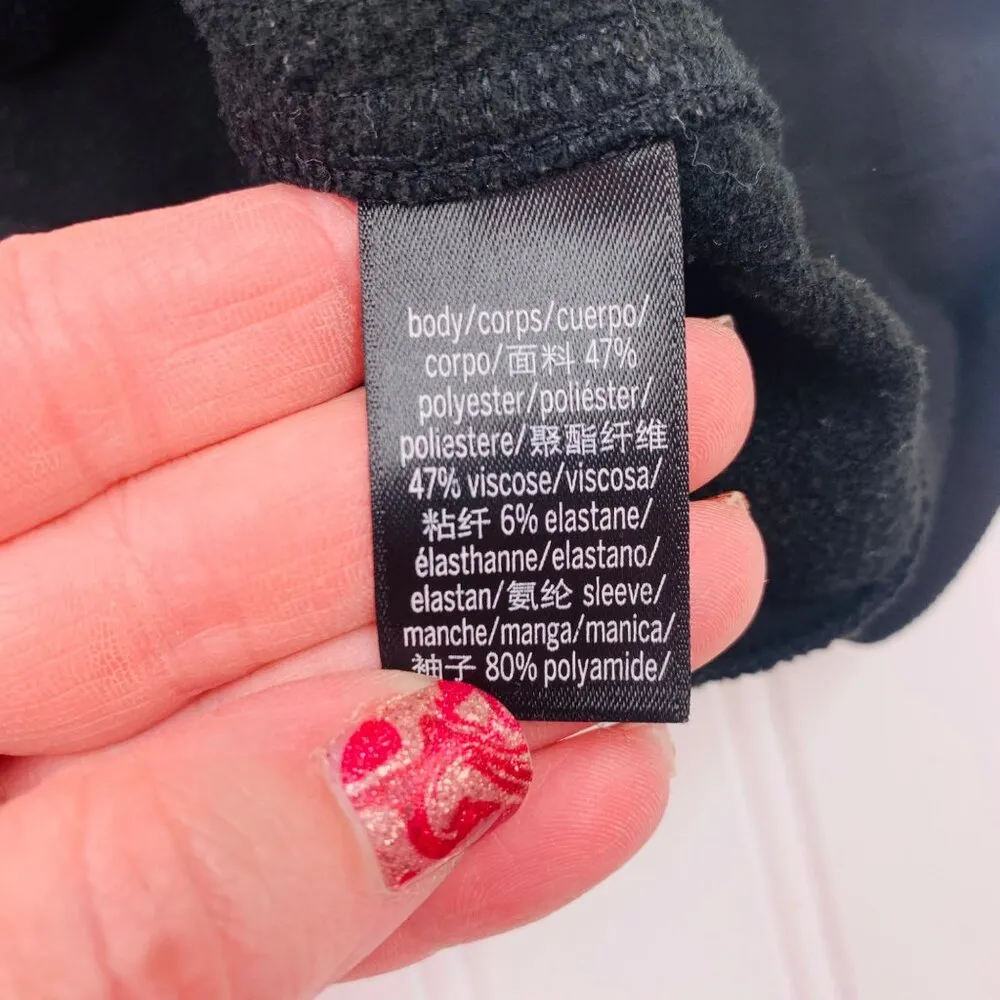 body/corps/cuerpo/
corpo/面料 47%
polyester/poliéster/
poliestere/聚酯纤维
47% viscose/viscosa/
粘纤 6% elastane/
élasthanne/elastano/
elastan/氨纶 sleeve/
manche/manga/manica/
袖子 80% polyamide/